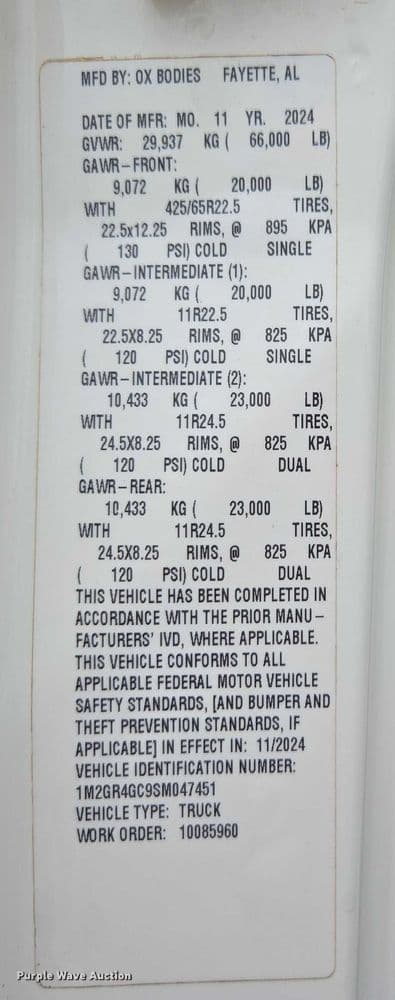 MFD BY: OX BODIES FAYETTE, AL
DATE OF MFR: MO. 11 YR. 2024
GVWR: 29,937 KG ( 66,000 LB)
GAWR-FRONT:
9,072 KG ( 20,000 LB)
WITH 425/65R22.5 TIRES,
22.5x12.25 RIMS, @ 895 KPA
( 130 PSI) COLD SINGLE
GAWR-INTERMEDIATE (1):
9,072 KG ( 20,000 LB)
WITH 11R22.5 TIRES,
22.5X8.25 RIMS, @ 825 KPA
( 120 PSI) COLD SINGLE
GAWR-INTERMEDIATE (2):
10,433 KG ( 23,000 LB)
WITH 11R24.5 TIRES,
24.5X8.25 RIMS, @ 825 KPA
( 120 PSI) COLD DUAL
GAWR-REAR:
10,433 KG ( 23,000 LB)
WITH 11R24.5 TIRES,
24.5X8.25 RIMS, @ 825 KPA
( 120 PSI) COLD DUAL
THIS VEHICLE HAS BEEN COMPLETED IN
ACCORDANCE WITH THE PRIOR MANU-
FACTURERS' IVD, WHERE APPLICABLE.
THIS VEHICLE CONFORMS TO ALL
APPLICABLE FEDERAL MOTOR VEHICLE
SAFETY STANDARDS, [AND BUMPER AND
THEFT PREVENTION STANDARDS, IF
APPLICABLE] IN EFFECT IN: 11/2024
VEHICLE IDENTIFICATION NUMBER:
1M2GR4GC9SM047451
VEHICLE TYPE: TRUCK
WORK ORDER: 10085960
Purple Wave Auction